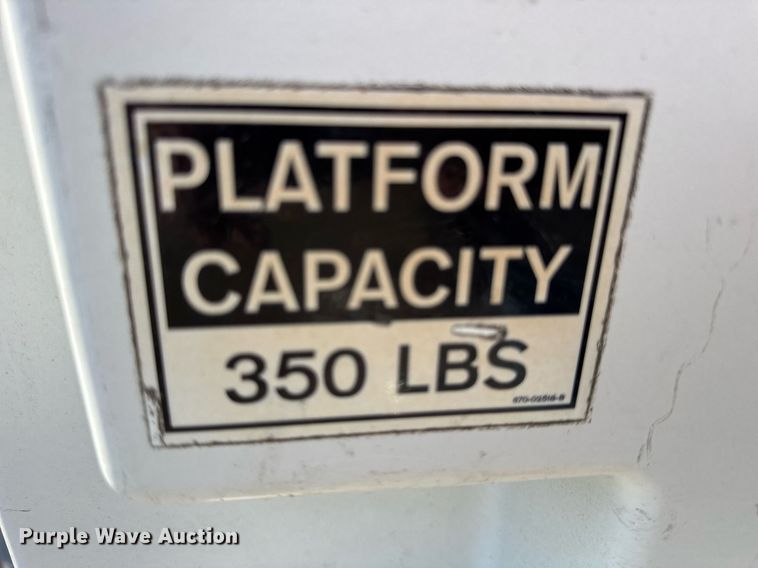 PLATFORM
CAPACITY
350 LBS
Purple Wave Auction